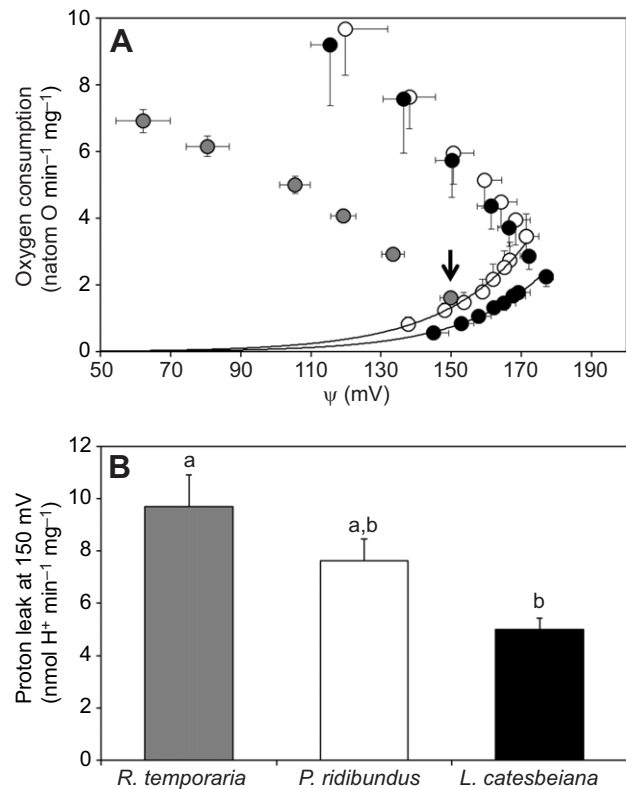 A
Oxygen consumption
(natom O min⁻¹ mg⁻¹)
10
8
6
4
2
0
50
70
90
110
130
150
170
190
ψ (mV)
B
Proton leak at 150 mV
(nmol H⁺ min⁻¹ mg⁻¹)
12
10
8
6
4
2
0
a
a,b
b
R. temporaria
P. ridibundus
L. catesbeiana